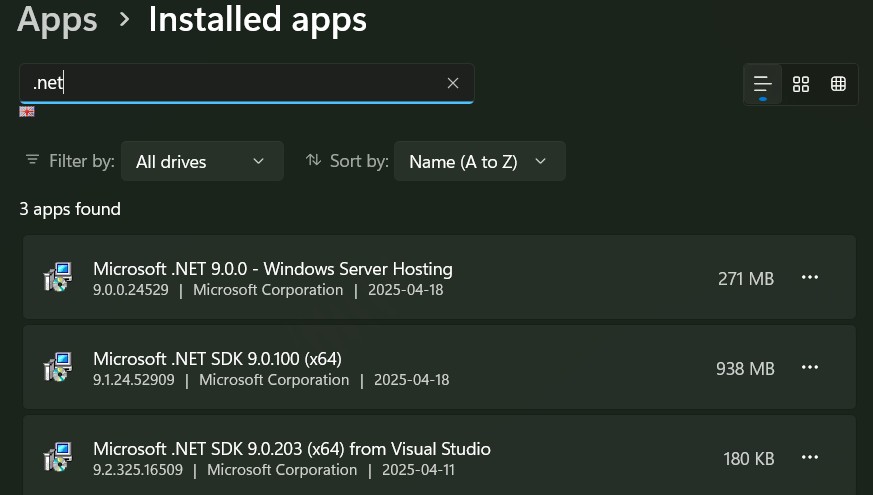 Apps > Installed apps
.net
Filter by: All drives Sort by: Name (A to Z)
3 apps found
Microsoft .NET 9.0.0 - Windows Server Hosting
9.0.0.24529 | Microsoft Corporation | 2025-04-18
271 MB
Microsoft .NET SDK 9.0.100 (x64)
9.1.24.52909 | Microsoft Corporation | 2025-04-18
938 MB
Microsoft .NET SDK 9.0.203 (x64) from Visual Studio
9.2.325.16509 | Microsoft Corporation | 2025-04-11
180 KB